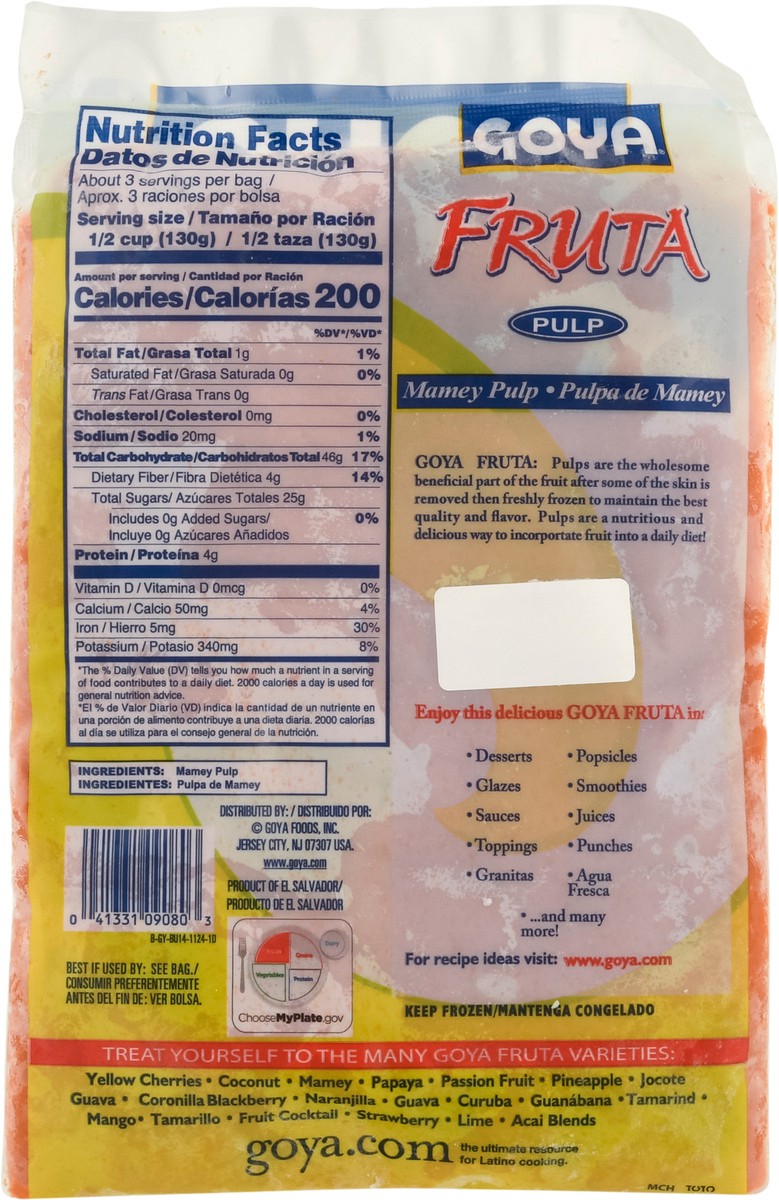 Nutrition Facts
Datos de Nutrición
About 3 servings per bag /
Aprox. 3 raciones por bolsa
Serving size / Tamaño por Ración
1/2 cup (130g) / 1/2 taza (130g)
Amount per serving / Cantidad por Ración
Calories/Calorías 200
%DV*/%VD*
Total Fat/Grasa Total 1g 1%
Saturated Fat/Grasa Saturada 0g 0%
Trans Fat/Grasa Trans 0g
Cholesterol/Colesterol 0mg 0%
Sodium/Sodio 20mg 1%
Total Carbohydrate/Carbohidratos Total 46g 17%
Dietary Fiber/Fibra Dietética 4g 14%
Total Sugars/ Azúcares Totales 25g
Includes 0g Added Sugars/ 0%
Incluye 0g Azúcares Añadidos
Protein/Proteína 4g
Vitamin D / Vitamina D 0mcg 0%
Calcium / Calcio 50mg 4%
Iron / Hierro 5mg 30%
Potassium / Potasio 340mg 8%
*The % Daily Value (DV) tells you how much a nutrient in a serving
of food contributes to a daily diet. 2000 calories a day is used for
general nutrition advice.
*El % de Valor Diario (VD) indica la cantidad de un nutriente en
una porción de alimento contribuye a una dieta diaria. 2000 calorías
al día se utiliza para el consejo general de la nutrición.
INGREDIENTS: Mamey Pulp
INGREDIENTES: Pulpa de Mamey
DISTRIBUTED BY: / DISTRIBUIDO POR:
© GOYA FOODS, INC.
JERSEY CITY, NJ 07307 USA.
www.goya.com
PRODUCT OF EL SALVADOR/
PRODUCTO DE EL SALVADOR
0 41331 09080 3
B-GY-BU14-1124-1D
BEST IF USED BY: SEE BAG./
CONSUMIR PREFERENTEMENTE
ANTES DEL FIN DE: VER BOLSA.
Fruits
Grains
Dairy
Vegetables
Protein
ChooseMyPlate.gov
GOYA
FRUTA
PULP
Mamey Pulp • Pulpa de Mamey
GOYA FRUTA: Pulps are the wholesome
beneficial part of the fruit after some of the skin is
removed then freshly frozen to maintain the best
quality and flavor. Pulps are a nutritious and
delicious way to incorportate fruit into a daily diet!
Enjoy this delicious GOYA FRUTA in:
• Desserts • Popsicles
• Glazes • Smoothies
• Sauces • Juices
• Toppings • Punches
• Granitas • Agua
Fresca
• ...and many
more!
For recipe ideas visit: www.goya.com
KEEP FROZEN/MANTENGA CONGELADO
TREAT YOURSELF TO THE MANY GOYA FRUTA VARIETIES:
Yellow Cherries • Coconut • Mamey • Papaya • Passion Fruit • Pineapple • Jocote
Guava • Coronilla Blackberry • Naranjilla • Guava • Curuba • Guanábana • Tamarind •
Mango • Tamarillo • Fruit Cocktail • Strawberry • Lime • Acai Blends
goya.com the ultimate resource
for Latino cooking.
MCH TOTO